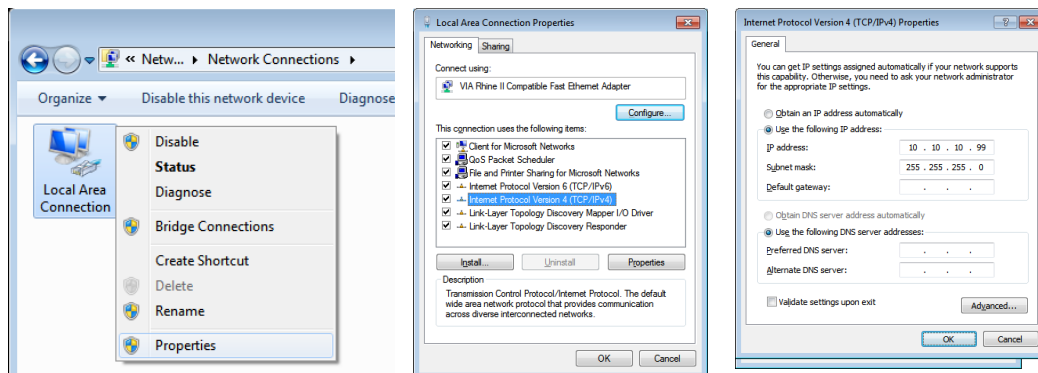 « Netw... ▸ Network Connections ▸
Organize ▾ Disable this network device Diagnose
Local Area
Connection
Disable
Status
Diagnose
Bridge Connections
Create Shortcut
Delete
Rename
Properties
Local Area Connection Properties
Networking Sharing
Connect using:
VIA Rhine II Compatible Fast Ethernet Adapter
Configure...
This connection uses the following items:
Client for Microsoft Networks
QoS Packet Scheduler
File and Printer Sharing for Microsoft Networks
Internet Protocol Version 6 (TCP/IPv6)
Internet Protocol Version 4 (TCP/IPv4)
Link-Layer Topology Discovery Mapper I/O Driver
Link-Layer Topology Discovery Responder
Install... Uninstall Properties
Description
Transmission Control Protocol/Internet Protocol. The default
wide area network protocol that provides communication
across diverse interconnected networks.
OK Cancel
Internet Protocol Version 4 (TCP/IPv4) Properties
General
You can get IP settings assigned automatically if your network supports
this capability. Otherwise, you need to ask your network administrator
for the appropriate IP settings.
Obtain an IP address automatically
Use the following IP address:
IP address: 10 . 10 . 10 . 99
Subnet mask: 255 . 255 . 255 . 0
Default gateway: . . .
Obtain DNS server address automatically
Use the following DNS server addresses:
Preferred DNS server: . . .
Alternate DNS server: . . .
Validate settings upon exit
Advanced...
OK Cancel